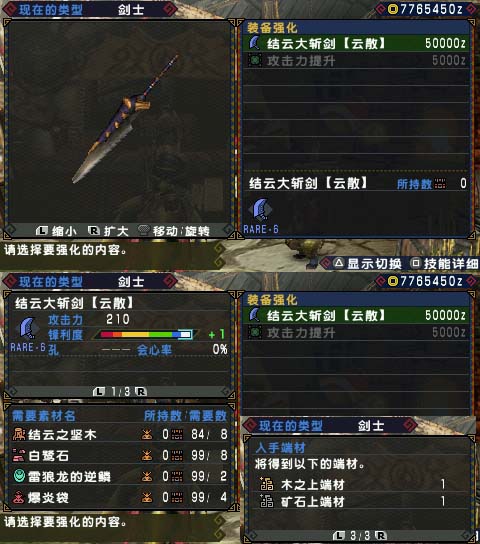 现在的类型 剑士
7765450z
装备强化
结云大斩剑【云散】 50000z
攻击力提升 5000z
结云大斩剑【云散】 所持数 0
RARE-6
L 缩小 R 扩大 移动/旋转
请选择要强化的内容。
△显示切换 □技能详细
现在的类型 剑士
7765450z
结云大斩剑【云散】
攻击力 210
锋利度 +1
RARE-6
孔 --- 会心率 0%
L 1/3 R
装备强化
结云大斩剑【云散】 50000z
攻击力提升 5000z
需要素材名 所持数/需要数
结云之坚木 0 84/ 8
白鹭石 0 99/ 8
雷狼龙的逆鳞 0 99/ 2
爆炎袋 0 99/ 4
请选择要强化的内容。
现在的类型 剑士
入手端材
将得到以下的端材。
木之上端材 1
矿石上端材 1
L 3/3 R